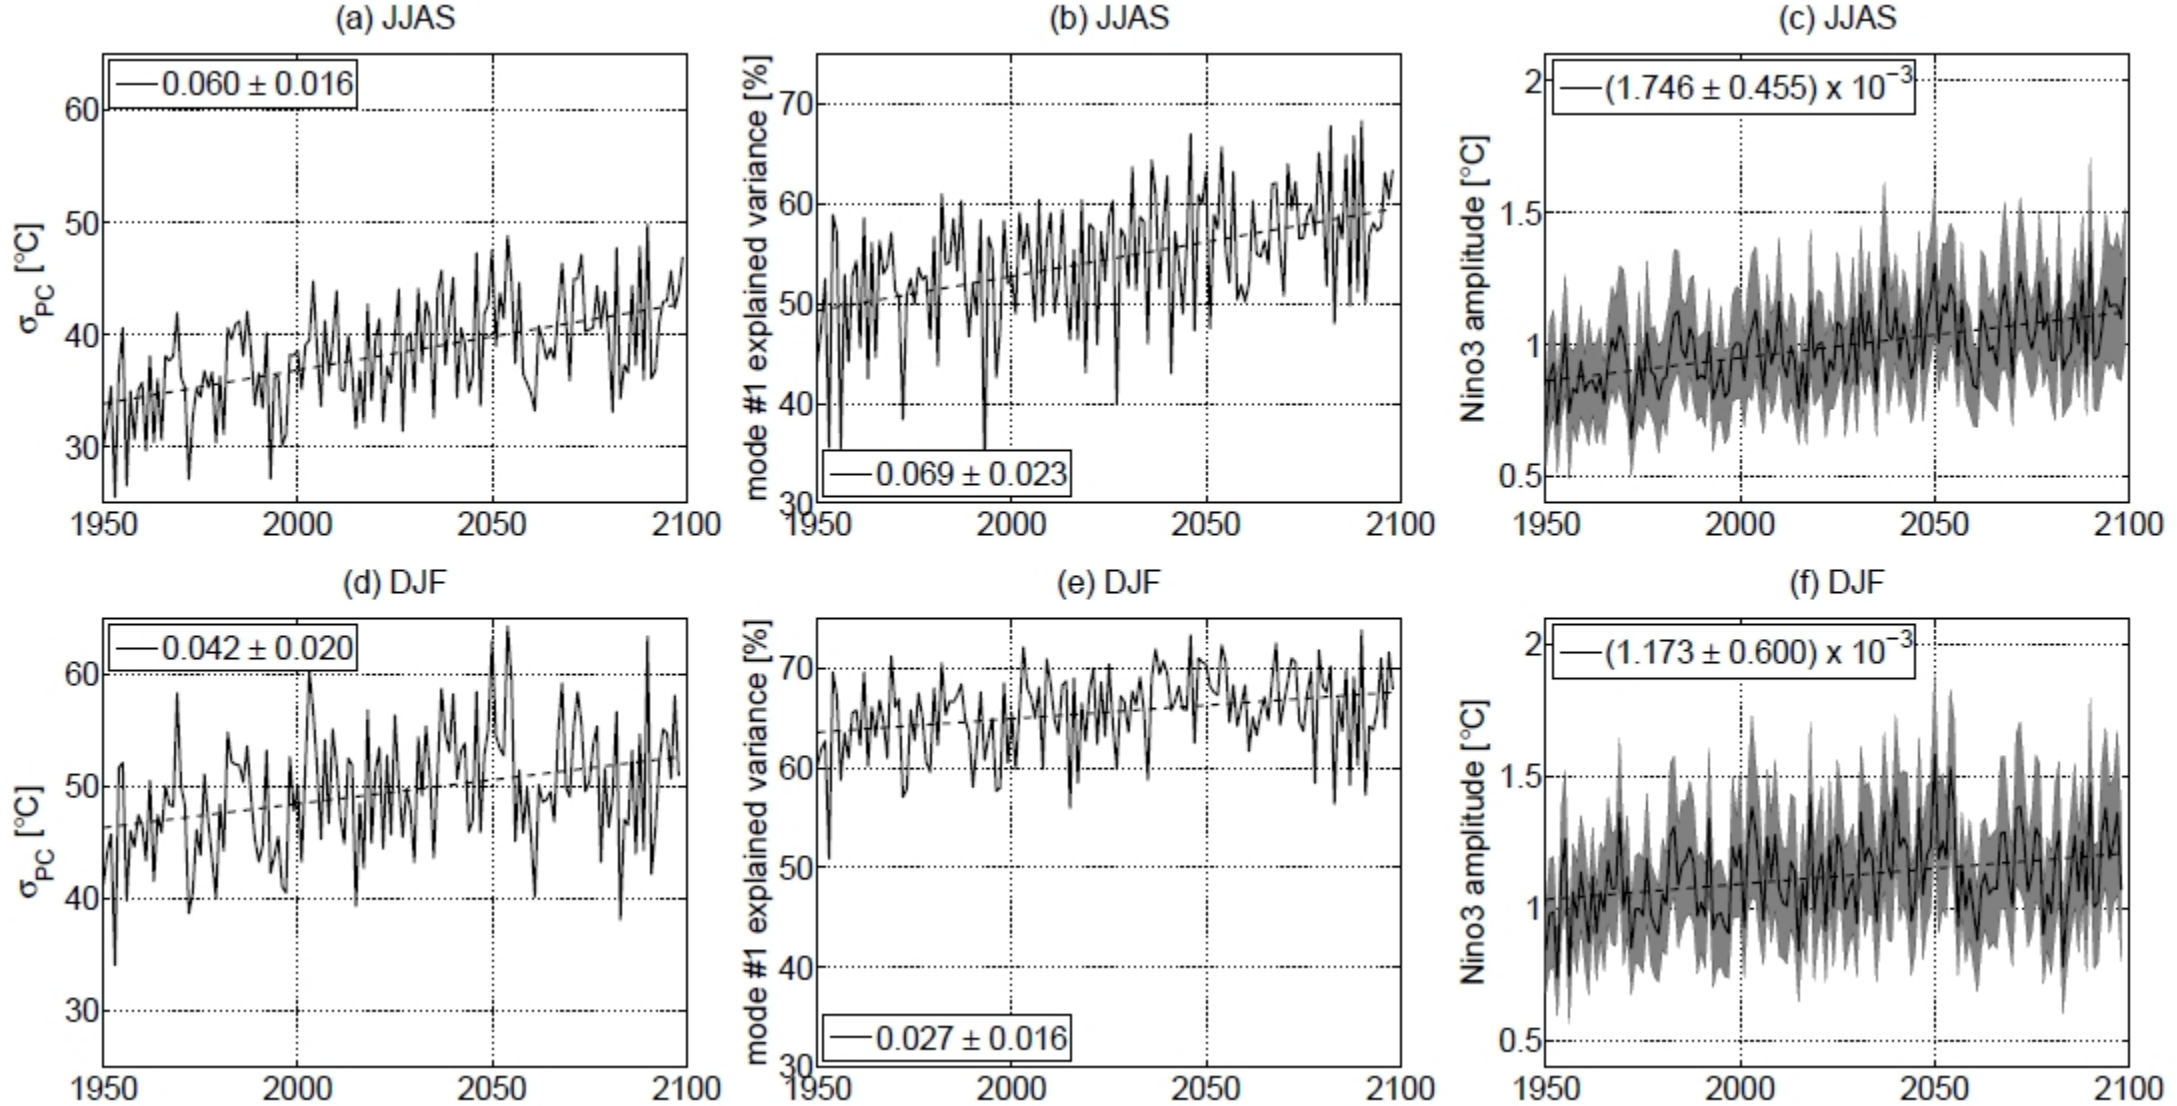 (a) JJAS
0.060 ± 0.016
σPC [°C]
60
50
40
30
1950 2000 2050 2100
(b) JJAS
mode #1 explained variance [%]
70
60
50
40
30
0.069 ± 0.023
1950 2000 2050 2100
(c) JJAS
(1.746 ± 0.455) x 10⁻³
Nino3 amplitude [°C]
2
1.5
1
0.5
1950 2000 2050 2100
(d) DJF
0.042 ± 0.020
σPC [°C]
60
50
40
30
1950 2000 2050 2100
(e) DJF
mode #1 explained variance [%]
70
60
50
40
30
0.027 ± 0.016
1950 2000 2050 2100
(f) DJF
(1.173 ± 0.600) x 10⁻³
Nino3 amplitude [°C]
2
1.5
1
0.5
1950 2000 2050 2100